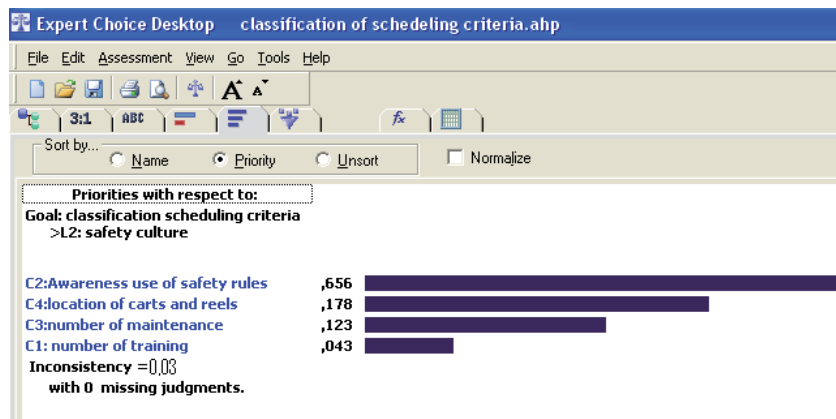 Expert Choice Desktop classification of schedeling criteria.ahp
File Edit Assessment View Go Tools Help
A A
3:1 ABC fx
Sort by...
Name Priority Unsort Normalize
Priorities with respect to:
Goal: classification scheduling criteria
>L2: safety culture
C2:Awareness use of safety rules ,656
C4:location of carts and reels ,178
C3:number of maintenance ,123
C1: number of training ,043
Inconsistency =0,03
with 0 missing judgments.